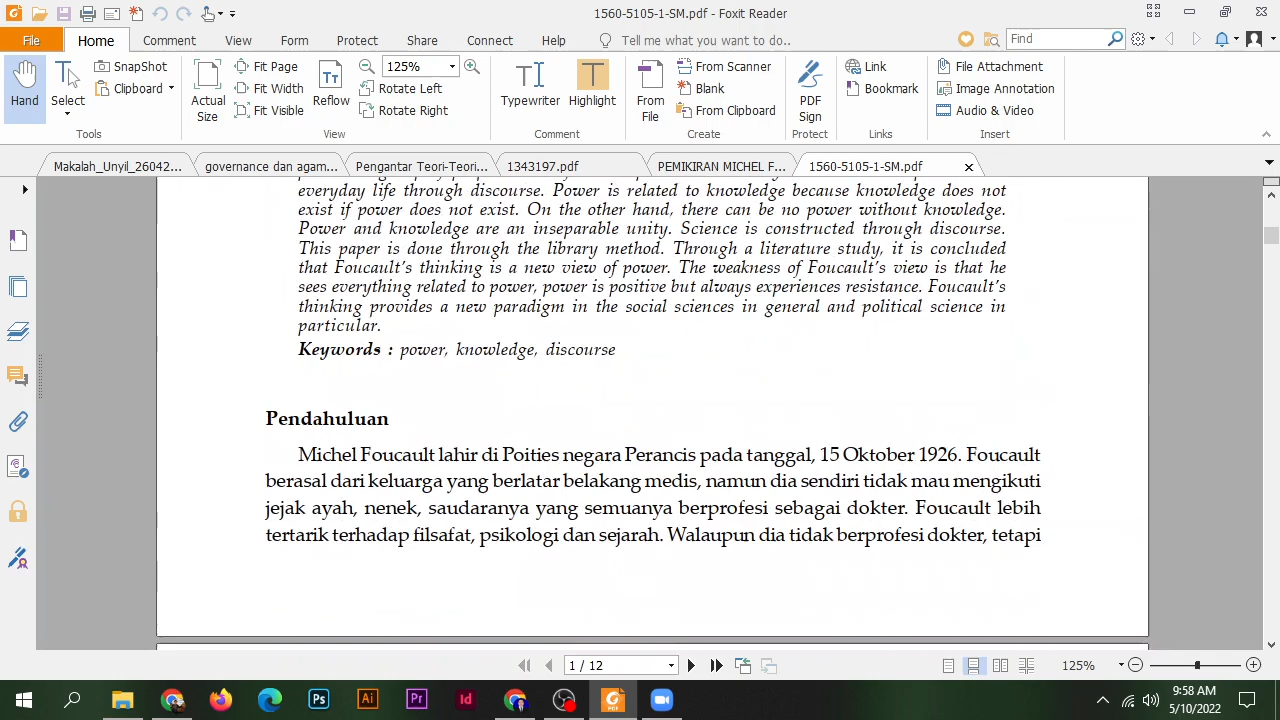 1560-5105-1-SM.pdf - Foxit Reader
File Home Comment View Form Protect Share Connect Help Tell me what you want to do.. Find
Hand
Select
SnapShot
Clipboard
Tools
Actual Size
Fit Page
Fit Width
Fit Visible
Reflow
125%
Rotate Left
Rotate Right
View
Typewriter
Highlight
Comment
From File
From Scanner
Blank
From Clipboard
Create
PDF Sign
Protect
Link
Bookmark
Links
File Attachment
Image Annotation
Audio & Video
Insert
Makalah_Unyil_26042... governance dan agam... Pengantar Teori-Teori... 1343197.pdf PEMIKIRAN MICHEL F... 1560-5105-1-SM.pdf
everyday life through discourse. Power is related to knowledge because knowledge does not
exist if power does not exist. On the other hand, there can be no power without knowledge.
Power and knowledge are an inseparable unity. Science is constructed through discourse.
This paper is done through the library method. Through a literature study, it is concluded
that Foucault's thinking is a new view of power. The weakness of Foucault's view is that he
sees everything related to power, power is positive but always experiences resistance. Foucault's
thinking provides a new paradigm in the social sciences in general and political science in
particular.
Keywords : power, knowledge, discourse
Pendahuluan
Michel Foucault lahir di Poities negara Perancis pada tanggal, 15 Oktober 1926. Foucault
berasal dari keluarga yang berlatar belakang medis, namun dia sendiri tidak mau mengikuti
jejak ayah, nenek, saudaranya yang semuanya berprofesi sebagai dokter. Foucault lebih
tertarik terhadap filsafat, psikologi dan sejarah. Walaupun dia tidak berprofesi dokter, tetapi
1 / 12
125%
Ps Ai Pr Id
PDF
9:58 AM
5/10/2022